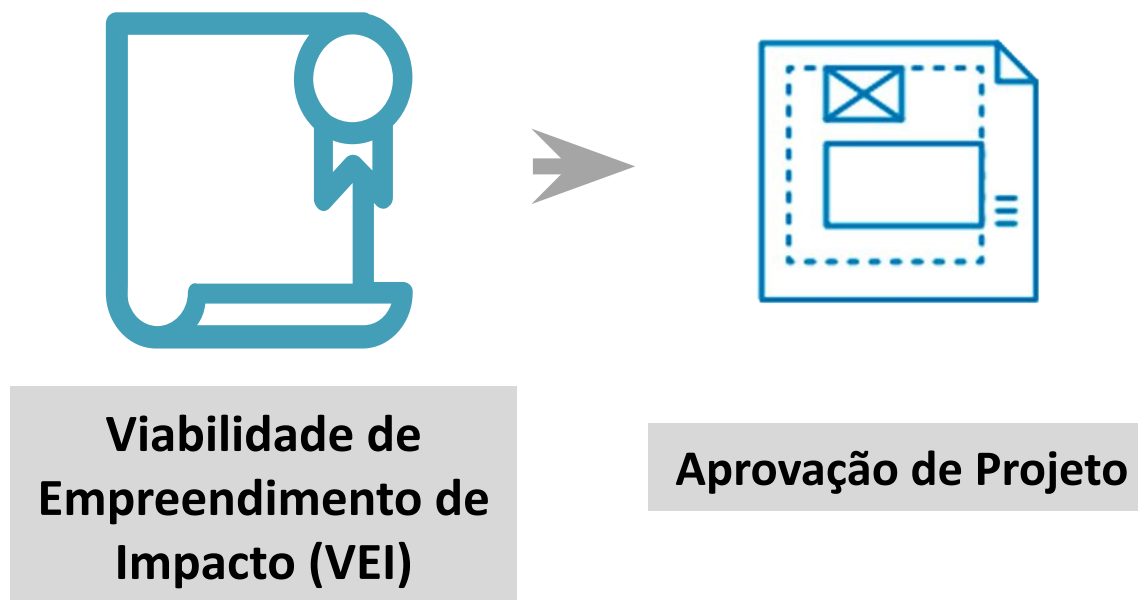 Viabilidade de
Empreendimento de
Impacto (VEI)
Aprovação de Projeto